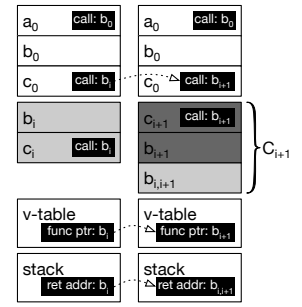 a0 call: b0
b0
c0 call: bi
bi
ci call: bi
v-table
func ptr: bi
stack
ret addr: bi
a0 call: b0
b0
c0 call: bi+1
ci+1 call: bi+1
bi+1
bi,i+1
Ci+1
v-table
func ptr: bi+1
stack
ret addr: bi,i+1